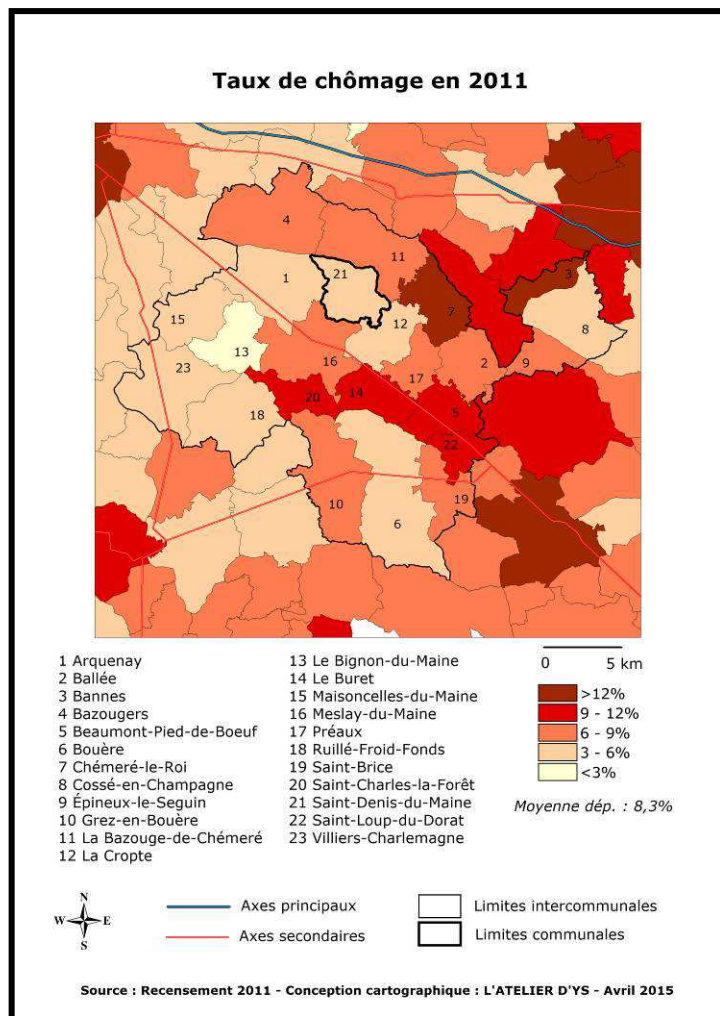 Taux de chômage en 2011
4
11
3
21
1
7
15
12
8
13
16
2
9
23
17
20
14
18
5
22
10
19
6
1 Arquenay
2 Ballée
3 Bannes
4 Bazougers
5 Beaumont-Pied-de-Boeuf
6 Bouère
7 Chémeré-le-Roi
8 Cossé-en-Champagne
9 Épineux-le-Seguin
10 Grez-en-Bouère
11 La Bazouge-de-Chémeré
12 La Cropte
13 Le Bignon-du-Maine
14 Le Buret
15 Maisoncelles-du-Maine
16 Meslay-du-Maine
17 Préaux
18 Ruillé-Froid-Fonds
19 Saint-Brice
20 Saint-Charles-la-Forêt
21 Saint-Denis-du-Maine
22 Saint-Loup-du-Dorat
23 Villiers-Charlemagne
0 5 km
>12%
9 - 12%
6 - 9%
3 - 6%
<3%
Moyenne dép. : 8,3%
N
W E
S
Axes principaux
Axes secondaires
Limites intercommunales
Limites communales
Source : Recensement 2011 - Conception cartographique : L'ATELIER D'YS - Avril 2015